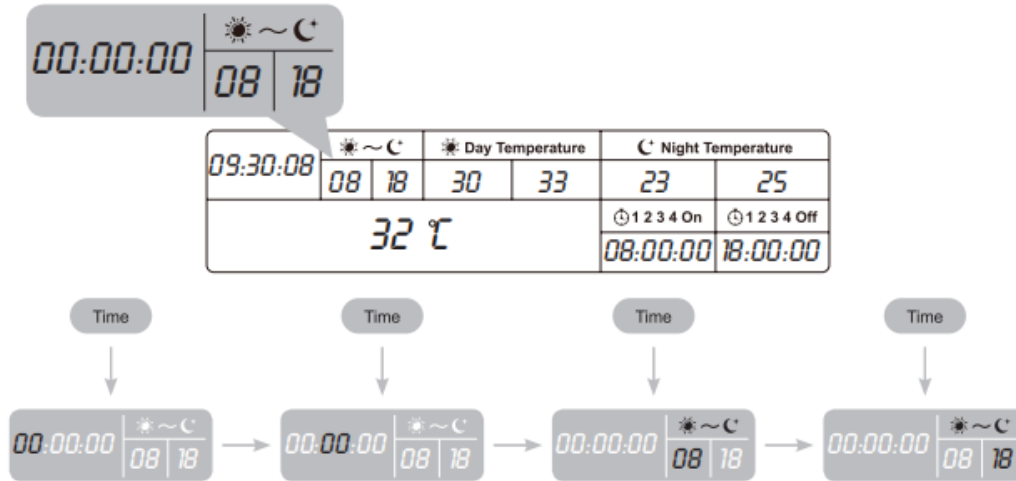 00:00:00 ~
08 18
09:30:08 ~ Day Temperature Night Temperature
08 18 30 33 23 25
32 ℃ 1 2 3 4 On 1 2 3 4 Off
08:00:00 18:00:00
Time Time Time Time
00:00:00 ~ 00:00:00 ~ 00:00:00 ~ 00:00:00 ~
08 18 08 18 08 18 08 18